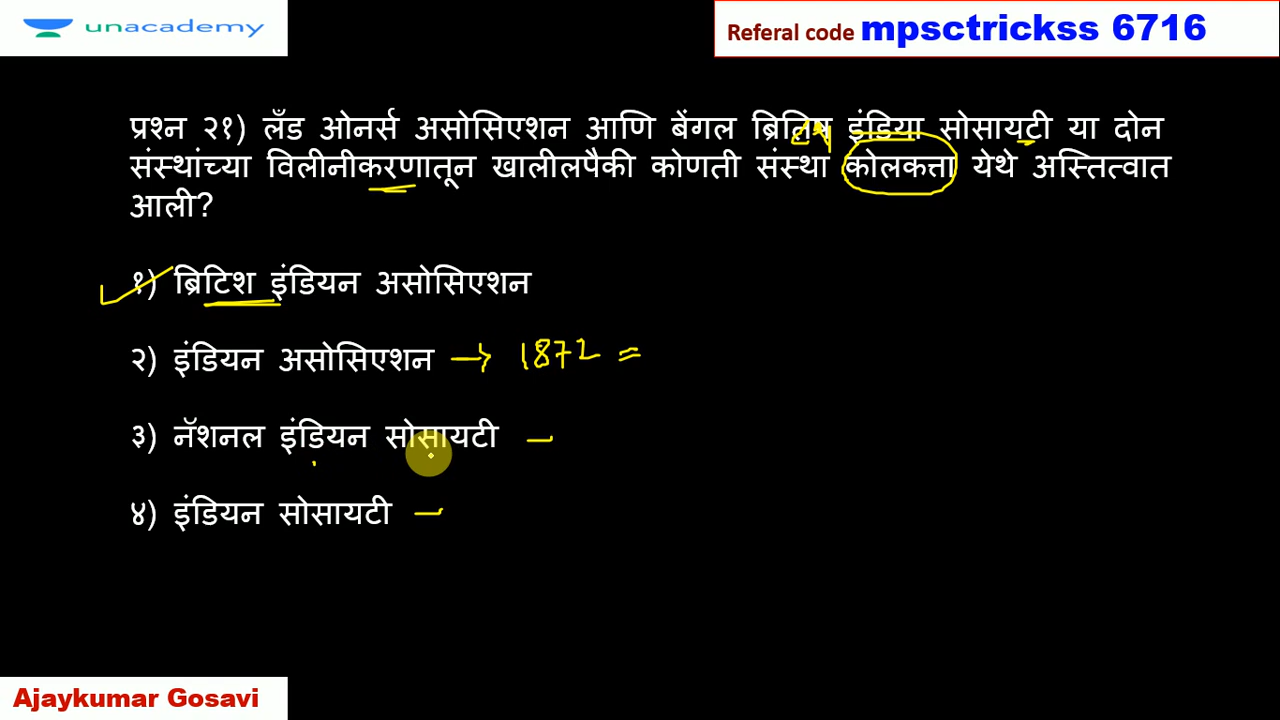 unacademy
Referal code mpsctrickss 6716
प्रश्न २१) लँड ओनर्स असोसिएशन आणि बेंगल इंडिया सोसायटी या दोन
संस्थांच्या विलीनीकरणातून खालीलपैकी कोणती संस्था कोलकत्ता येथे अस्तित्वात
आली?
१) ब्रिटिश इंडियन असोसिएशन
२) इंडियन असोसिएशन → 1872 =
३) नॅशनल इंडियन सोसायटी –
४) इंडियन सोसायटी –
Ajaykumar Gosavi